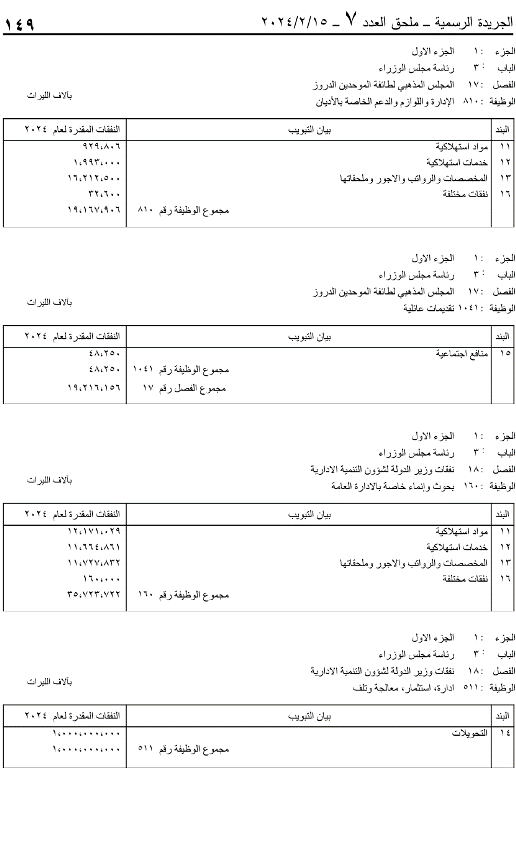 الجريدة الرسمية – ملحق العدد ٧ – ٢٠٢٤/٢/١٥ ١٤٩
الجزء : ١ الجزء الاول
الباب : ٣ رئاسة مجلس الوزراء
الفصل : ١٧ المجلس المذهبي لطائفة الموحدين الدروز
الوظيفة : ٨١٠ الإدارة واللوازم والدعم الخاصة بالأديان
بآلاف الليرات
البند بيان التبويب النفقات المقدرة لعام ٢٠٢٤
١١ مواد استهلاكية ٩٢٩،٨٠٦
١٢ خدمات استهلاكية ١،٩٩٣،٠٠٠
١٣ المخصصات والرواتب والاجور وملحقاتها ١٦،٢١٢،٥٠٠
١٦ نفقات مختلفة ٣٢،٦٠٠
مجموع الوظيفة رقم ٨١٠ ١٩،١٦٧،٩٠٦
الجزء : ١ الجزء الاول
الباب : ٣ رئاسة مجلس الوزراء
الفصل : ١٧ المجلس المذهبي لطائفة الموحدين الدروز
الوظيفة : ١٠٤١ تقديمات عائلية
بآلاف الليرات
البند بيان التبويب النفقات المقدرة لعام ٢٠٢٤
١٥ منافع اجتماعية ٤٨،٢٥٠
مجموع الوظيفة رقم ١٠٤١ ٤٨،٢٥٠
مجموع الفصل رقم ١٧ ١٩،٢١٦،١٥٦
الجزء : ١ الجزء الاول
الباب : ٣ رئاسة مجلس الوزراء
الفصل : ١٨ نفقات وزير الدولة لشؤون التنمية الادارية
الوظيفة : ١٦٠ بحوث وإنماء خاصة بالادارة العامة
بآلاف الليرات
البند بيان التبويب النفقات المقدرة لعام ٢٠٢٤
١١ مواد استهلاكية ١٢،١٧١،٠٢٩
١٢ خدمات استهلاكية ١١،٦٦٤،٨٦١
١٣ المخصصات والرواتب والاجور وملحقاتها ١١،٧٢٧،٨٣٢
١٦ نفقات مختلفة ١٦٠،٠٠٠
مجموع الوظيفة رقم ١٦٠ ٣٥،٧٢٣،٧٢٢
الجزء : ١ الجزء الاول
الباب : ٣ رئاسة مجلس الوزراء
الفصل : ١٨ نفقات وزير الدولة لشؤون التنمية الادارية
الوظيفة : ٥١١ ادارة، استثمار، معالجة وتلف
بآلاف الليرات
البند بيان التبويب النفقات المقدرة لعام ٢٠٢٤
١٤ التحويلات ١،٠٠٠،٠٠٠،٠٠٠
مجموع الوظيفة رقم ٥١١ ١،٠٠٠،٠٠٠،٠٠٠